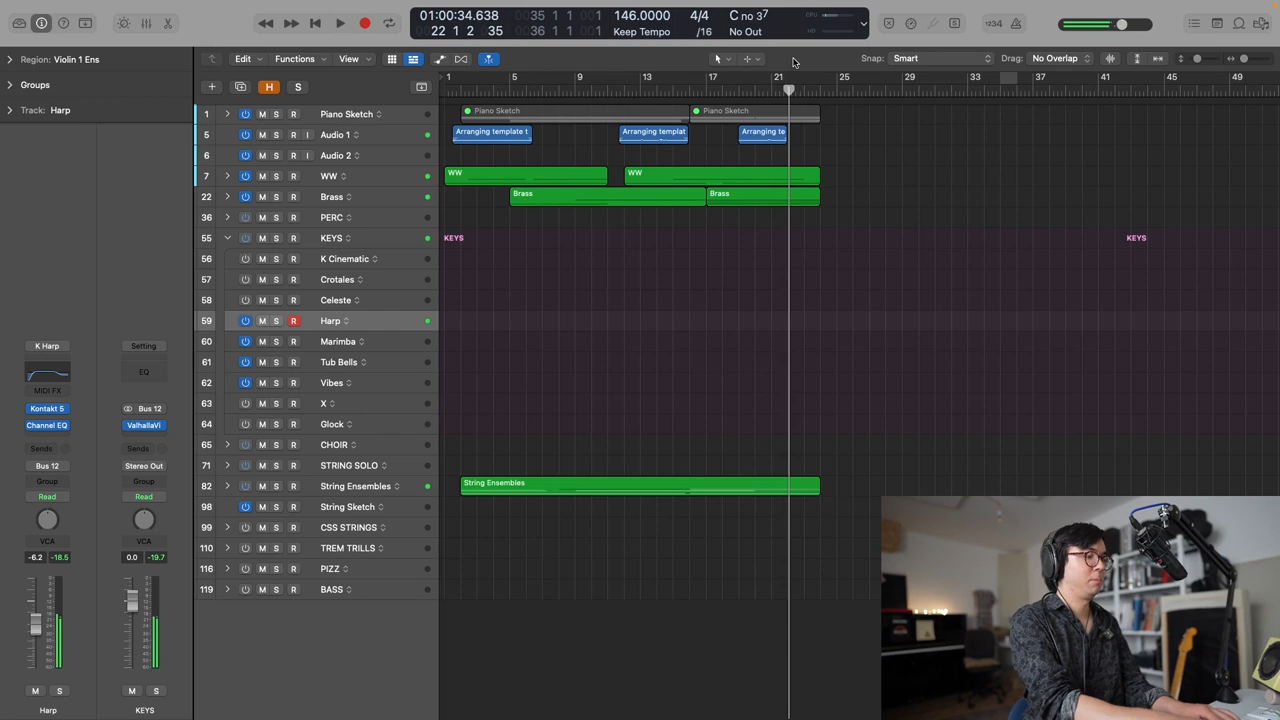 01:00:34.638
22 1 2 35
35 1 1 1
36 1 1 1
146.0000
Keep Tempo
4/4
/16
C no 3⁷
No Out
CPU
HD
1234
Region: Violin 1 Ens
Groups
Track: Harp
Edit
Functions
View
Snap: Smart
Drag: No Overlap
H
S
1 5 9 13 17 21 25 29 37 41 45 49
1 M S R Piano Sketch
5 M S R I Audio 1
6 M S R I Audio 2
7 M S R WW
22 M S R Brass
36 M S R PERC
55 M S R KEYS
56 M S R K Cinematic
57 M S R Crotales
58 M S R Celeste
59 M S R Harp
60 M S R Marimba
61 M S R Tub Bells
62 M S R Vibes
63 M S R X
64 M S R Glock
65 M S R CHOIR
71 M S R STRING SOLO
82 M S R String Ensembles
98 M S R String Sketch
99 M S R CSS STRINGS
110 M S R TREM TRILLS
116 M S R PIZZ
119 M S R BASS
Piano Sketch
Piano Sketch
Arranging template t
Arranging templat
Arranging te
WW
WW
Brass
Brass
KEYS
KEYS
String Ensembles
K Harp
MIDI FX
Kontakt 5
Channel EQ
Sends
Bus 12
Group
Read
VCA
-6.2 -18.5
M S
Harp
Setting
EQ
Bus 12
ValhallaVi
Sends
Stereo Out
Group
Read
VCA
0.0 -19.7
M S
KEYS